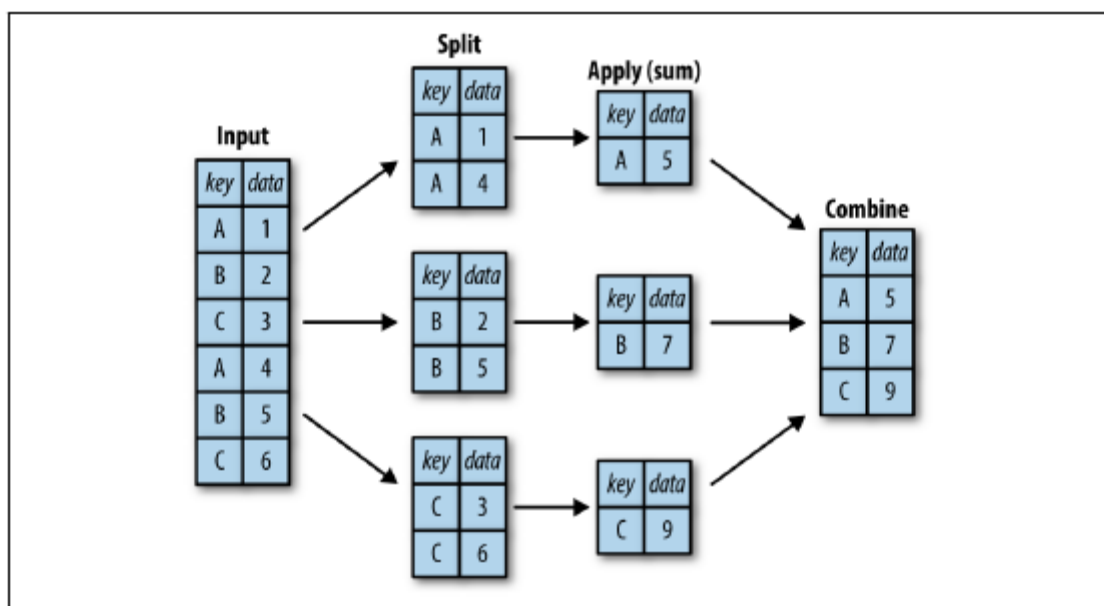 Input
key data
A 1
B 2
C 3
A 4
B 5
C 6
Split
key data
A 1
A 4
key data
B 2
B 5
key data
C 3
C 6
Apply (sum)
key data
A 5
key data
B 7
key data
C 9
Combine
key data
A 5
B 7
C 9